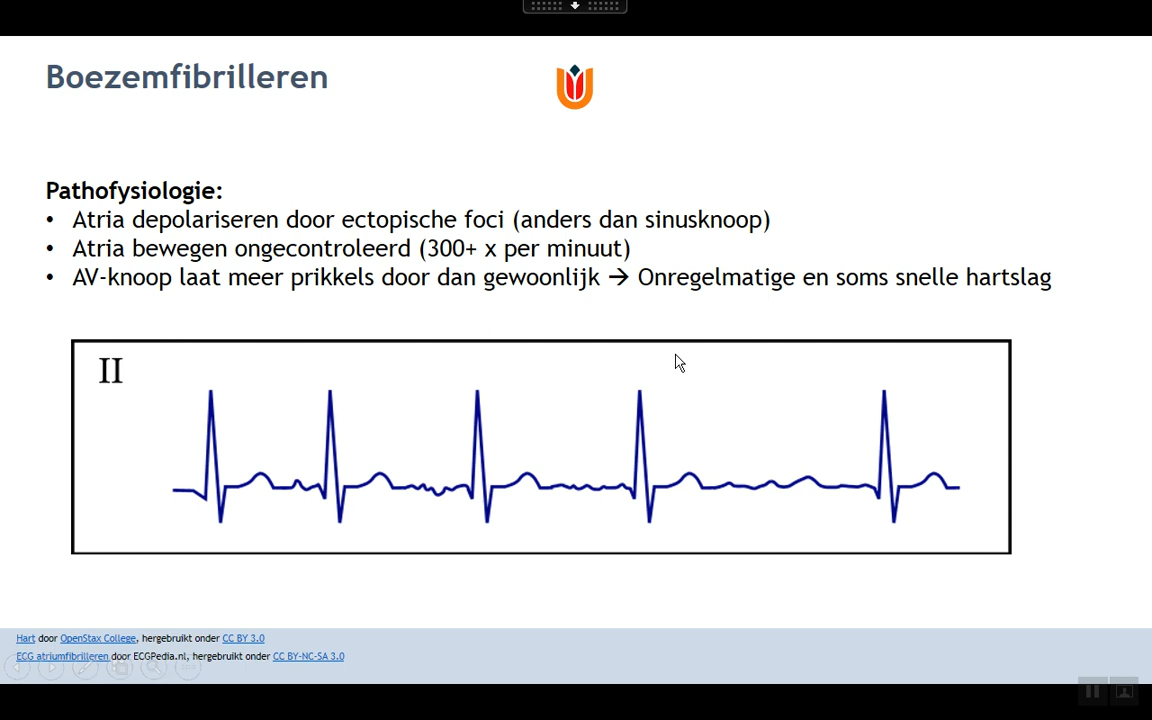 Boezemfibrilleren
Pathofysiologie:
• Atria depolariseren door ectopische foci (anders dan sinusknoop)
• Atria bewegen ongecontroleerd (300+ x per minuut)
• AV-knoop laat meer prikkels door dan gewoonlijk → Onregelmatige en soms snelle hartslag
II
Hart door OpenStax College, hergebruikt onder CC BY 3.0
ECG atriumfibrilleren door ECGPedia.nl, hergebruikt onder CC BY-NC-SA 3.0